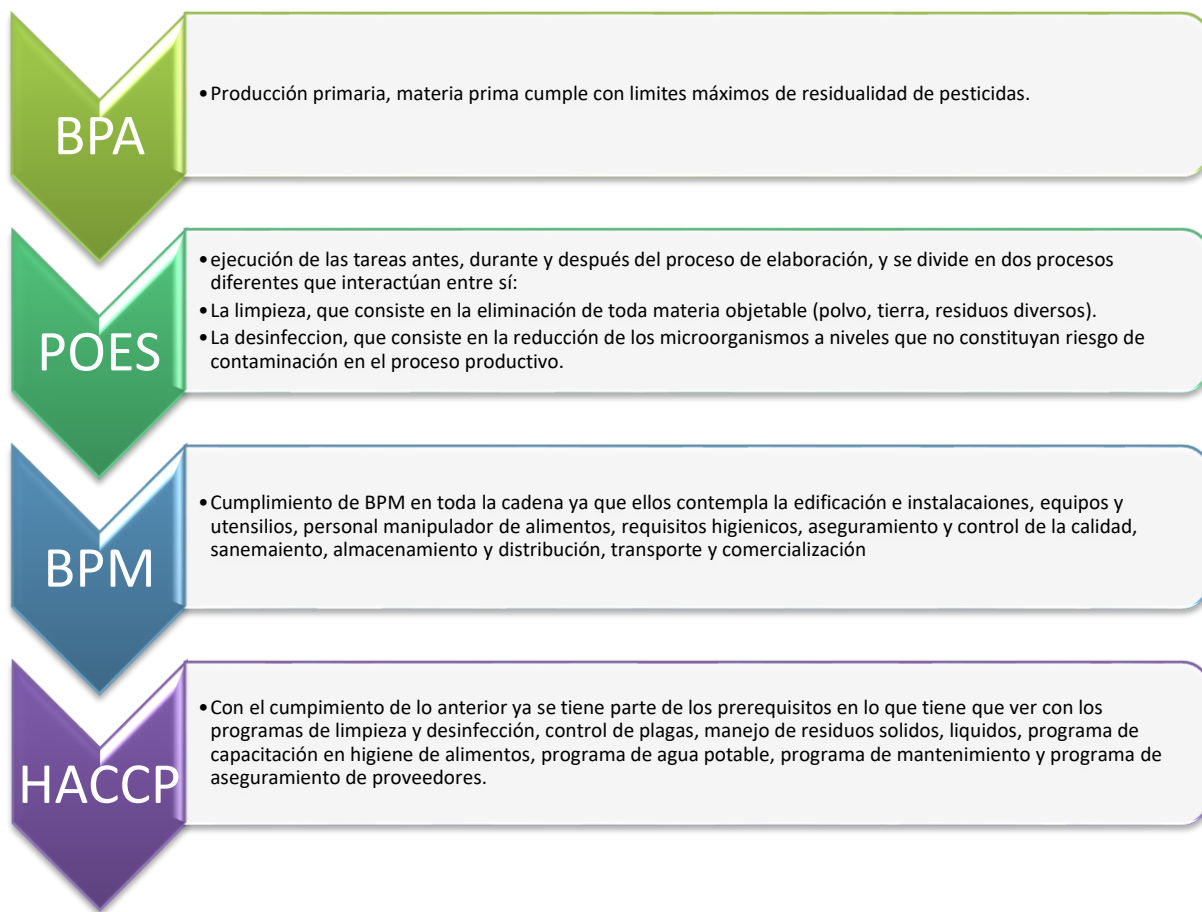 BPA
•Producción primaria, materia prima cumple con limites máximos de residualidad de pesticidas.
POES
•ejecución de las tareas antes, durante y después del proceso de elaboración, y se divide en dos procesos
diferentes que interactúan entre sí:
•La limpieza, que consiste en la eliminación de toda materia objetable (polvo, tierra, residuos diversos).
•La desinfeccion, que consiste en la reducción de los microorganismos a niveles que no constituyan riesgo de
contaminación en el proceso productivo.
BPM
•Cumplimiento de BPM en toda la cadena ya que ellos contempla la edificación e instalacaiones, equipos y
utensilios, personal manipulador de alimentos, requisitos higienicos, aseguramiento y control de la calidad,
sanemaiento, almacenamiento y distribución, transporte y comercialización
HACCP
•Con el cumpimiento de lo anterior ya se tiene parte de los prerequisitos en lo que tiene que ver con los
programas de limpieza y desinfección, control de plagas, manejo de residuos solidos, liquidos, programa de
capacitación en higiene de alimentos, programa de agua potable, programa de mantenimiento y programa de
aseguramiento de proveedores.